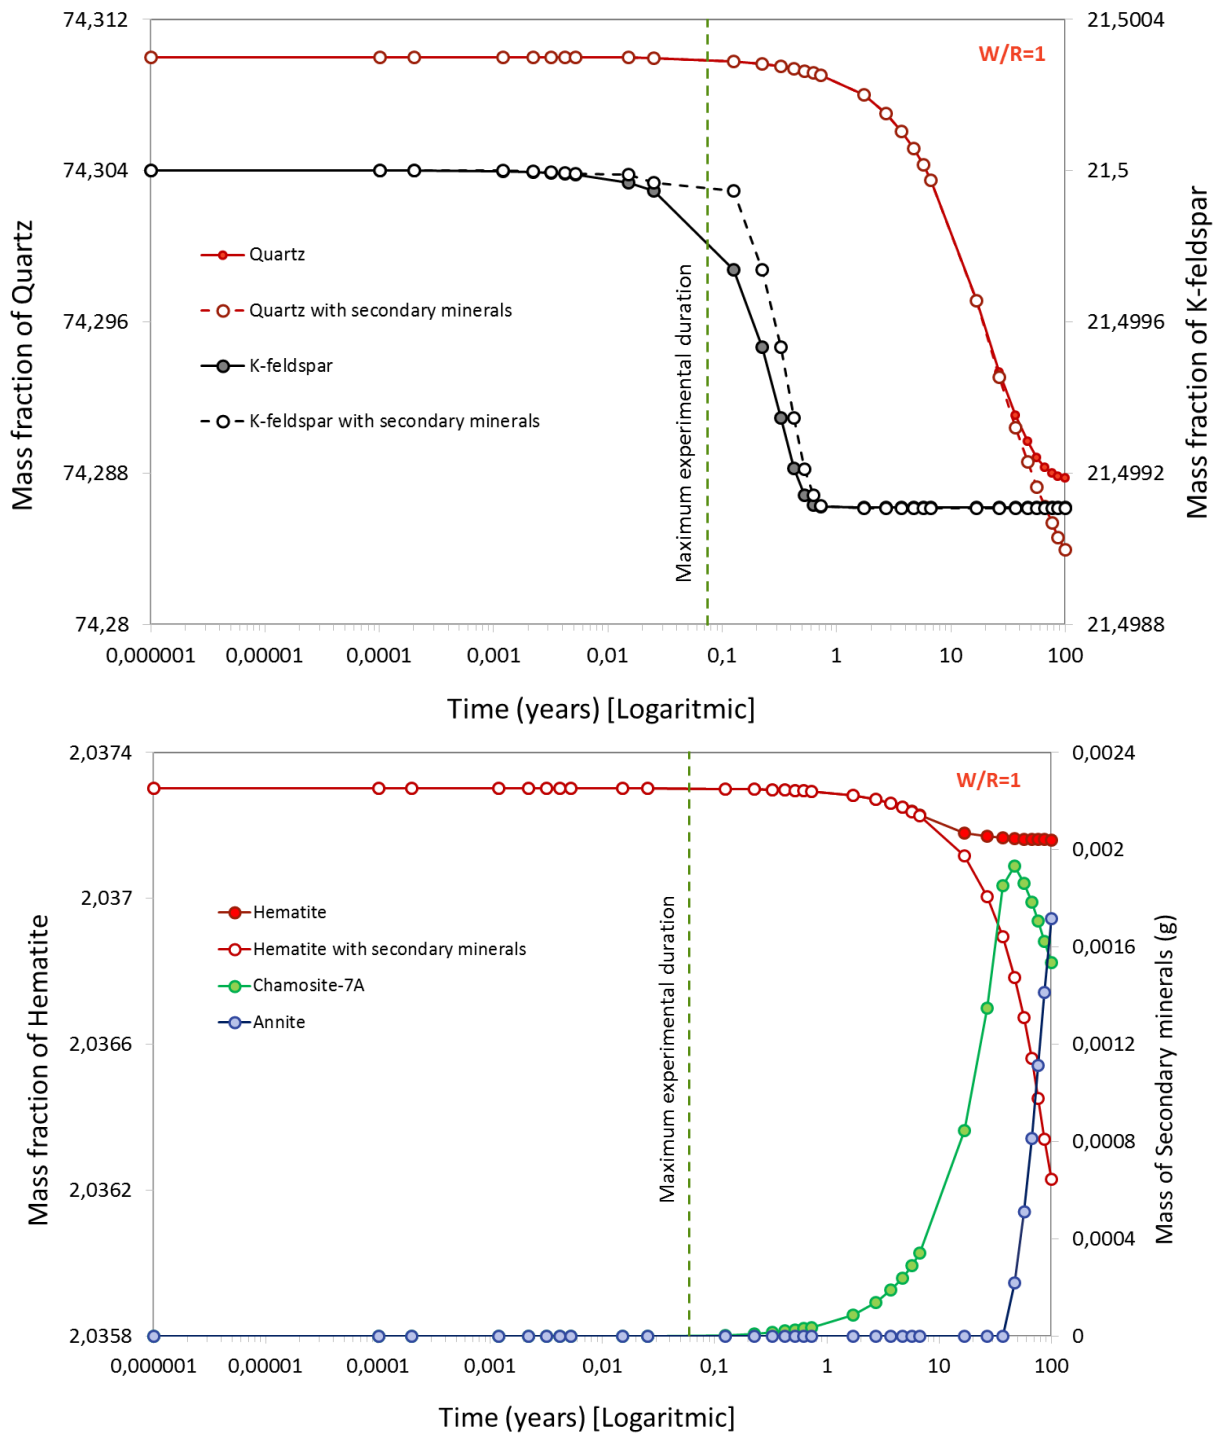 74,312
74,304
74,296
74,288
74,28
Mass fraction of Quartz
21,5004
21,5
21,4996
21,4992
21,4988
Mass fraction of K-feldspar
W/R=1
Quartz
Quartz with secondary minerals
K-feldspar
K-feldspar with secondary minerals
Maximum experimental duration
0,000001 0,00001 0,0001 0,001 0,01 0,1 1 10 100
Time (years) [Logaritmic]
2,0374
2,037
2,0366
2,0362
2,0358
Mass fraction of Hematite
0,0024
0,002
0,0016
0,0012
0,0008
0,0004
0
Mass of Secondary minerals (g)
W/R=1
Hematite
Hematite with secondary minerals
Chamosite-7A
Annite
Maximum experimental duration
0,000001 0,00001 0,0001 0,001 0,01 0,1 1 10 100
Time (years) [Logaritmic]